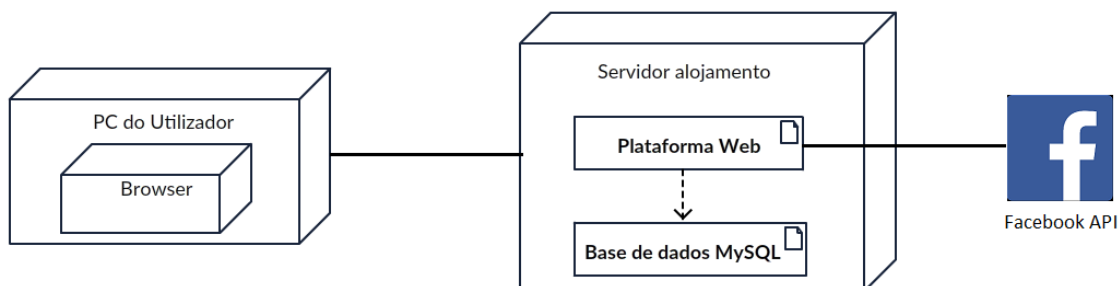 PC do Utilizador
Browser
Servidor alojamento
Plataforma Web
Base de dados MySQL
f
Facebook API